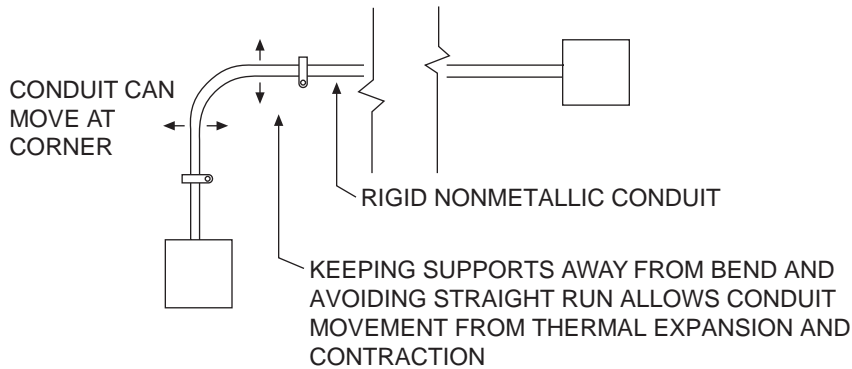 CONDUIT CAN
MOVE AT
CORNER
RIGID NONMETALLIC CONDUIT
KEEPING SUPPORTS AWAY FROM BEND AND
AVOIDING STRAIGHT RUN ALLOWS CONDUIT
MOVEMENT FROM THERMAL EXPANSION AND
CONTRACTION